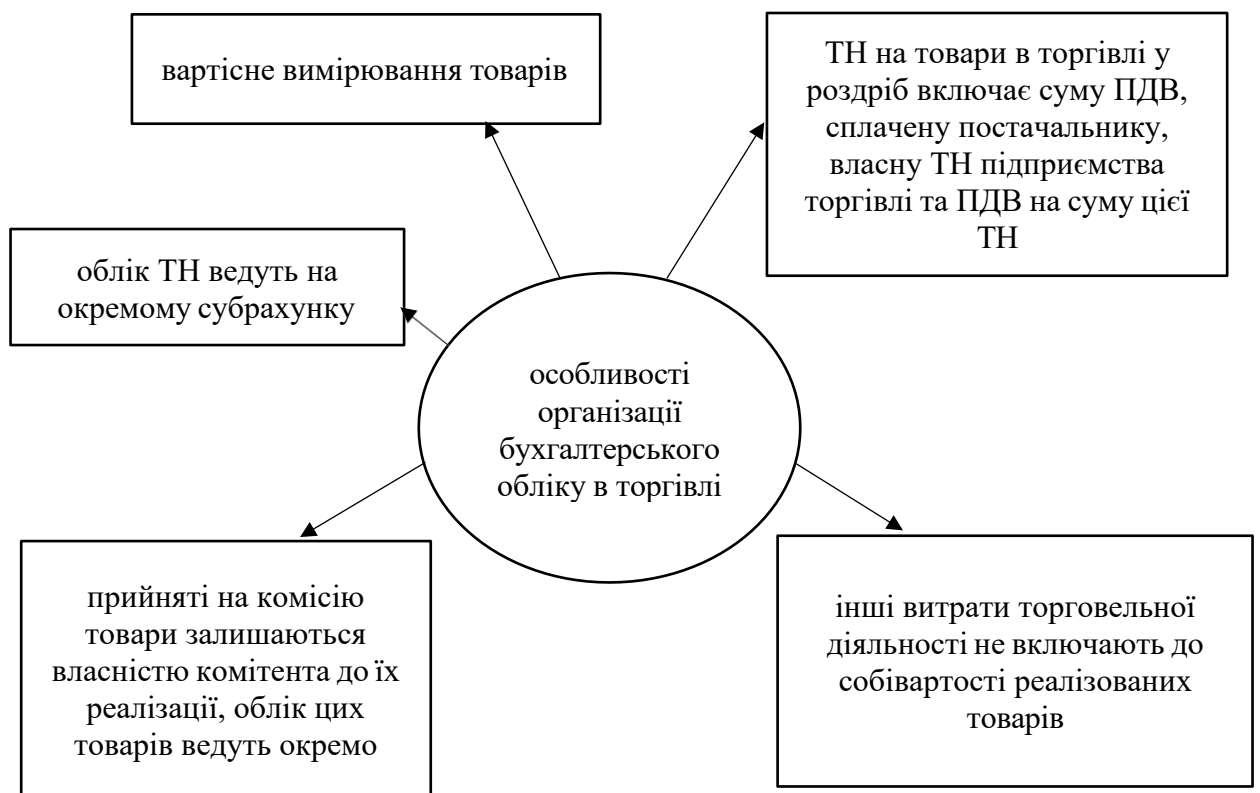 вартісне вимірювання товарів
ТН на товари в торгівлі у
роздріб включає суму ПДВ,
сплачену постачальнику,
власну ТН підприємства
торгівлі та ПДВ на суму цієї
ТН
облік ТН ведуть на
окремому субрахунку
особливості
організації
бухгалтерського
обліку в торгівлі
прийняті на комісію
товари залишаються
власністю комітента до їх
реалізації, облік цих
товарів ведуть окремо
інші витрати торговельної
діяльності не включають до
собівартості реалізованих
товарів